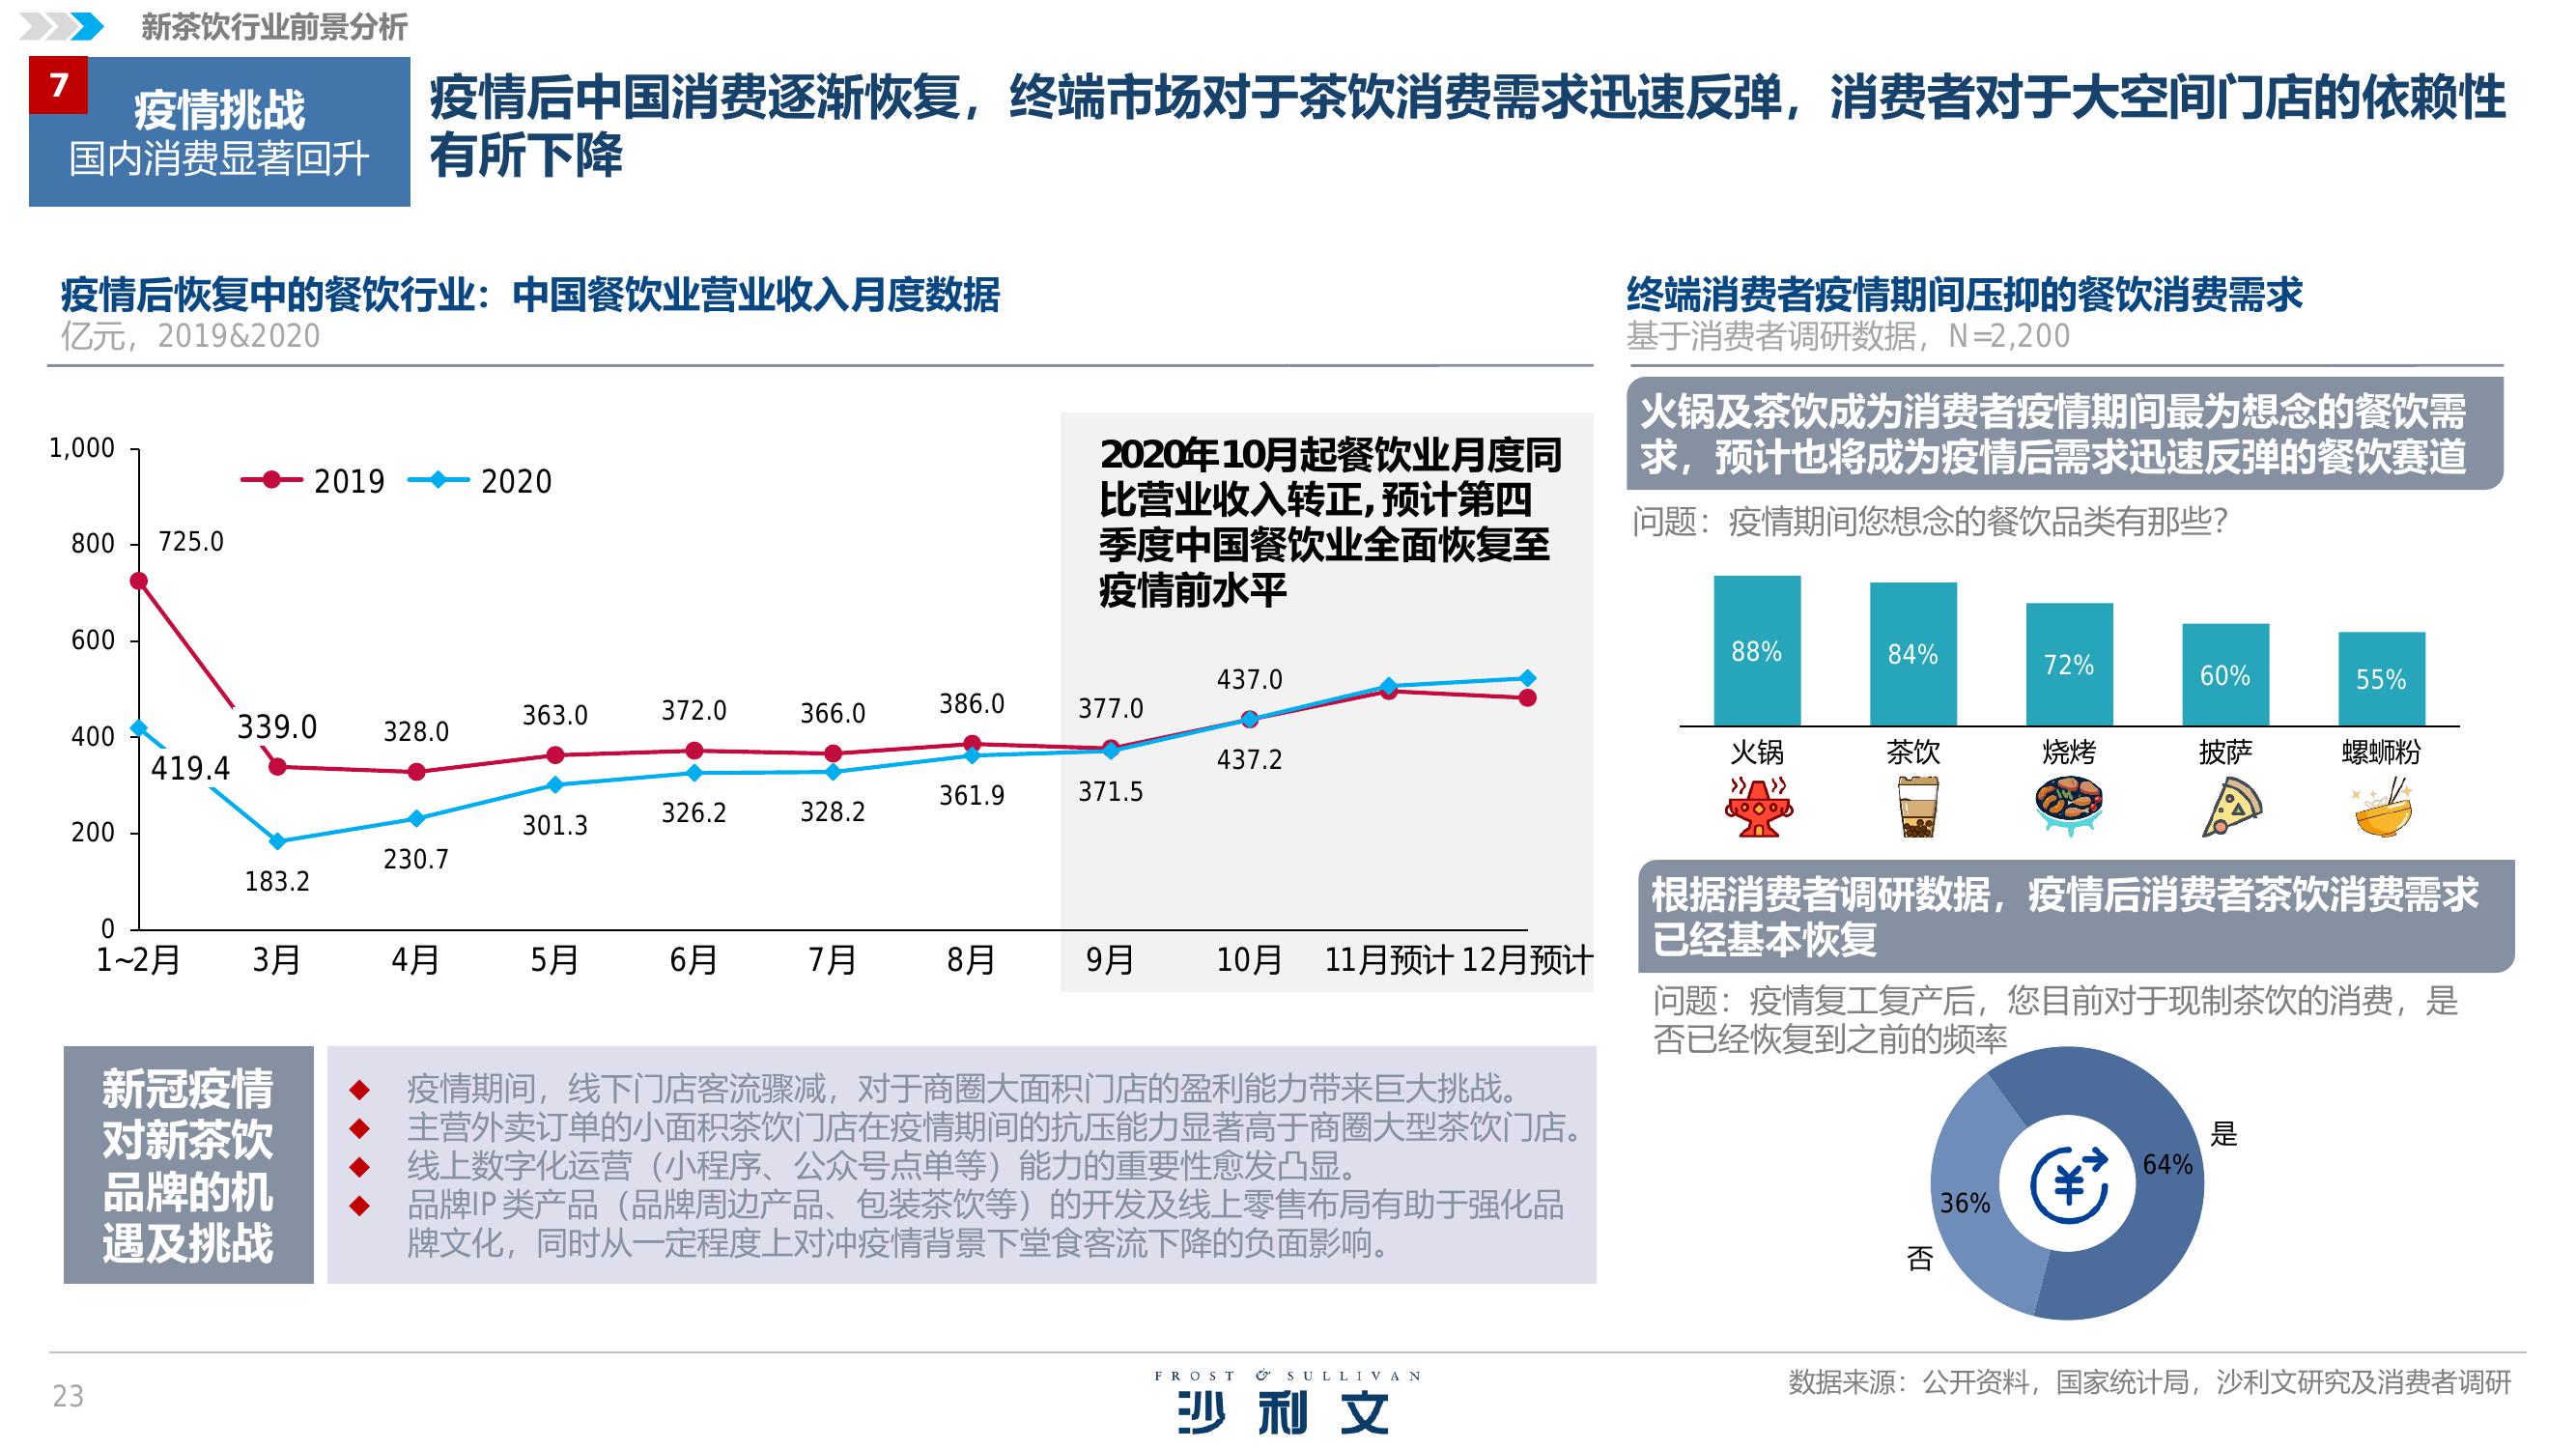 新茶饮行业前景分析
7
疫情挑战
国内消费显著回升
疫情后中国消费逐渐恢复，终端市场对于茶饮消费需求迅速反弹，消费者对于大空间门店的依赖性
有所下降
疫情后恢复中的餐饮行业：中国餐饮业营业收入月度数据
亿元，2019&2020
1,000
800
600
400
200
0
2019
2020
725.0
339.0
328.0
363.0
372.0
366.0
386.0
377.0
437.0
419.4
183.2
230.7
301.3
326.2
328.2
361.9
371.5
437.2
1~2月
3月
4月
5月
6月
7月
8月
9月
10月
11月预计
12月预计
2020年10月起餐饮业月度同
比营业收入转正,预计第四
季度中国餐饮业全面恢复至
疫情前水平
新冠疫情
对新茶饮
品牌的机
遇及挑战
疫情期间，线下门店客流骤减，对于商圈大面积门店的盈利能力带来巨大挑战。
主营外卖订单的小面积茶饮门店在疫情期间的抗压能力显著高于商圈大型茶饮门店。
线上数字化运营（小程序、公众号点单等）能力的重要性愈发凸显。
品牌IP类产品（品牌周边产品、包装茶饮等）的开发及线上零售布局有助于强化品
牌文化，同时从一定程度上对冲疫情背景下堂食客流下降的负面影响。
终端消费者疫情期间压抑的餐饮消费需求
基于消费者调研数据，N=2,200
火锅及茶饮成为消费者疫情期间最为想念的餐饮需
求，预计也将成为疫情后需求迅速反弹的餐饮赛道
问题：疫情期间您想念的餐饮品类有那些？
88%
84%
72%
60%
55%
火锅
茶饮
烧烤
披萨
螺蛳粉
根据消费者调研数据，疫情后消费者茶饮消费需求
已经基本恢复
问题：疫情复工复产后，您目前对于现制茶饮的消费，是
否已经恢复到之前的频率
是
64%
36%
否
¥
23
FROST & SULLIVAN
沙利文
数据来源：公开资料，国家统计局，沙利文研究及消费者调研